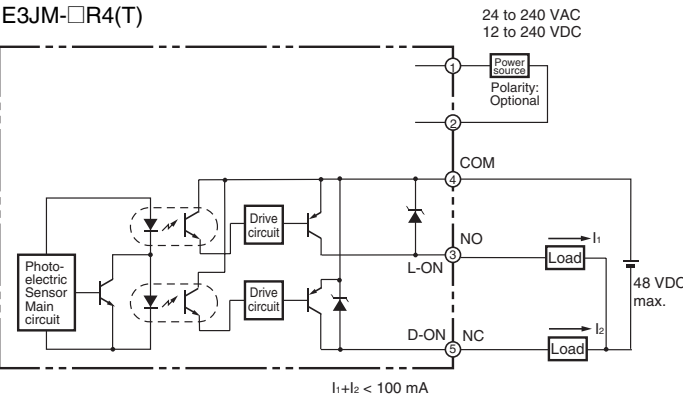 E3JM-□R4(T)
24 to 240 VAC
12 to 240 VDC
1
Power
source
Polarity:
Optional
2
COM
4
Drive
circuit
NO
I1
3
Load
L-ON
Photo-
electric
Sensor
Main
circuit
48 VDC
max.
Drive
circuit
D-ON
NC
I2
5
Load
I1+I2 < 100 mA